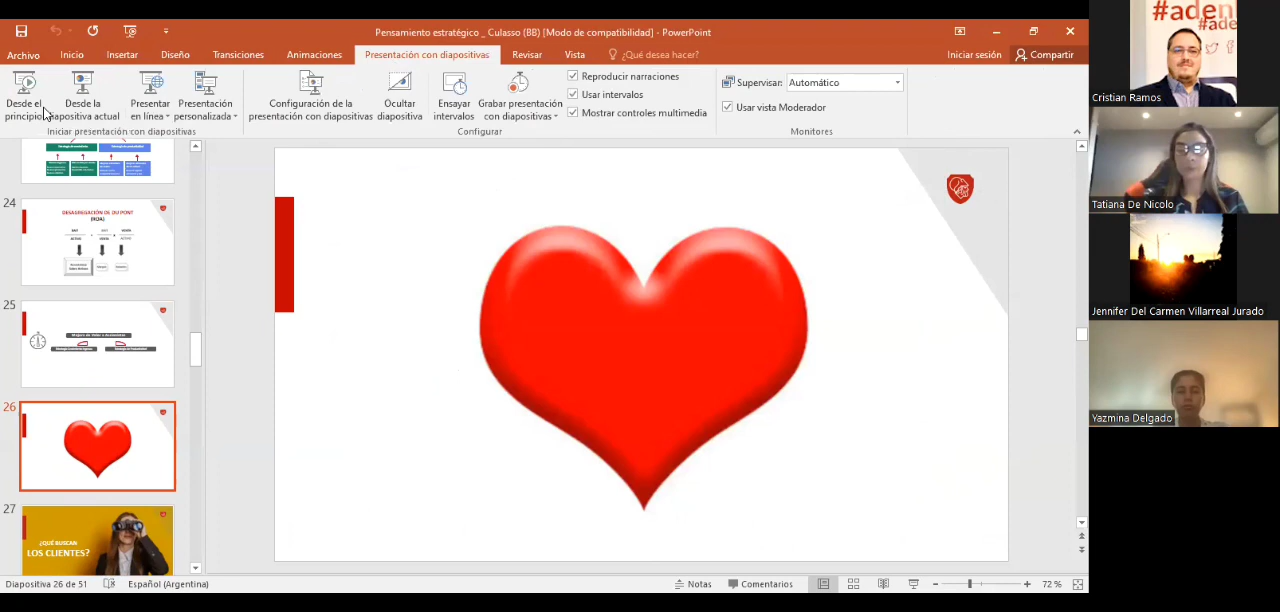 Pensamiento estratégico _ Culasso (BB) [Modo de compatibilidad] - PowerPoint
Archivo Inicio Insertar Diseño Transiciones Animaciones Presentación con diapositivas Revisar Vista ¿Qué desea hacer? Iniciar sesión Compartir
Desde el principio
Desde la diapositiva actual
Presentar en línea
Presentación personalizada
Iniciar presentación con diapositivas
Configuración de la presentación con diapositivas
Ocultar diapositiva
Ensayar intervalos
Grabar presentación con diapositivas
Reproducir narraciones
Usar intervalos
Mostrar controles multimedia
Configurar
Supervisar: Automático
Usar vista Moderador
Monitores
24
DESAGREGACIÓN DE DU PONT
(ROA)
25
26
27
¿QUÉ BUSCAN
LOS CLIENTES?
Diapositiva 26 de 51 Español (Argentina) Notas Comentarios 72 %
#aden
Cristian Ramos
Tatiana De Nicolo
Jennifer Del Carmen Villarreal Jurado
Yazmina Delgado